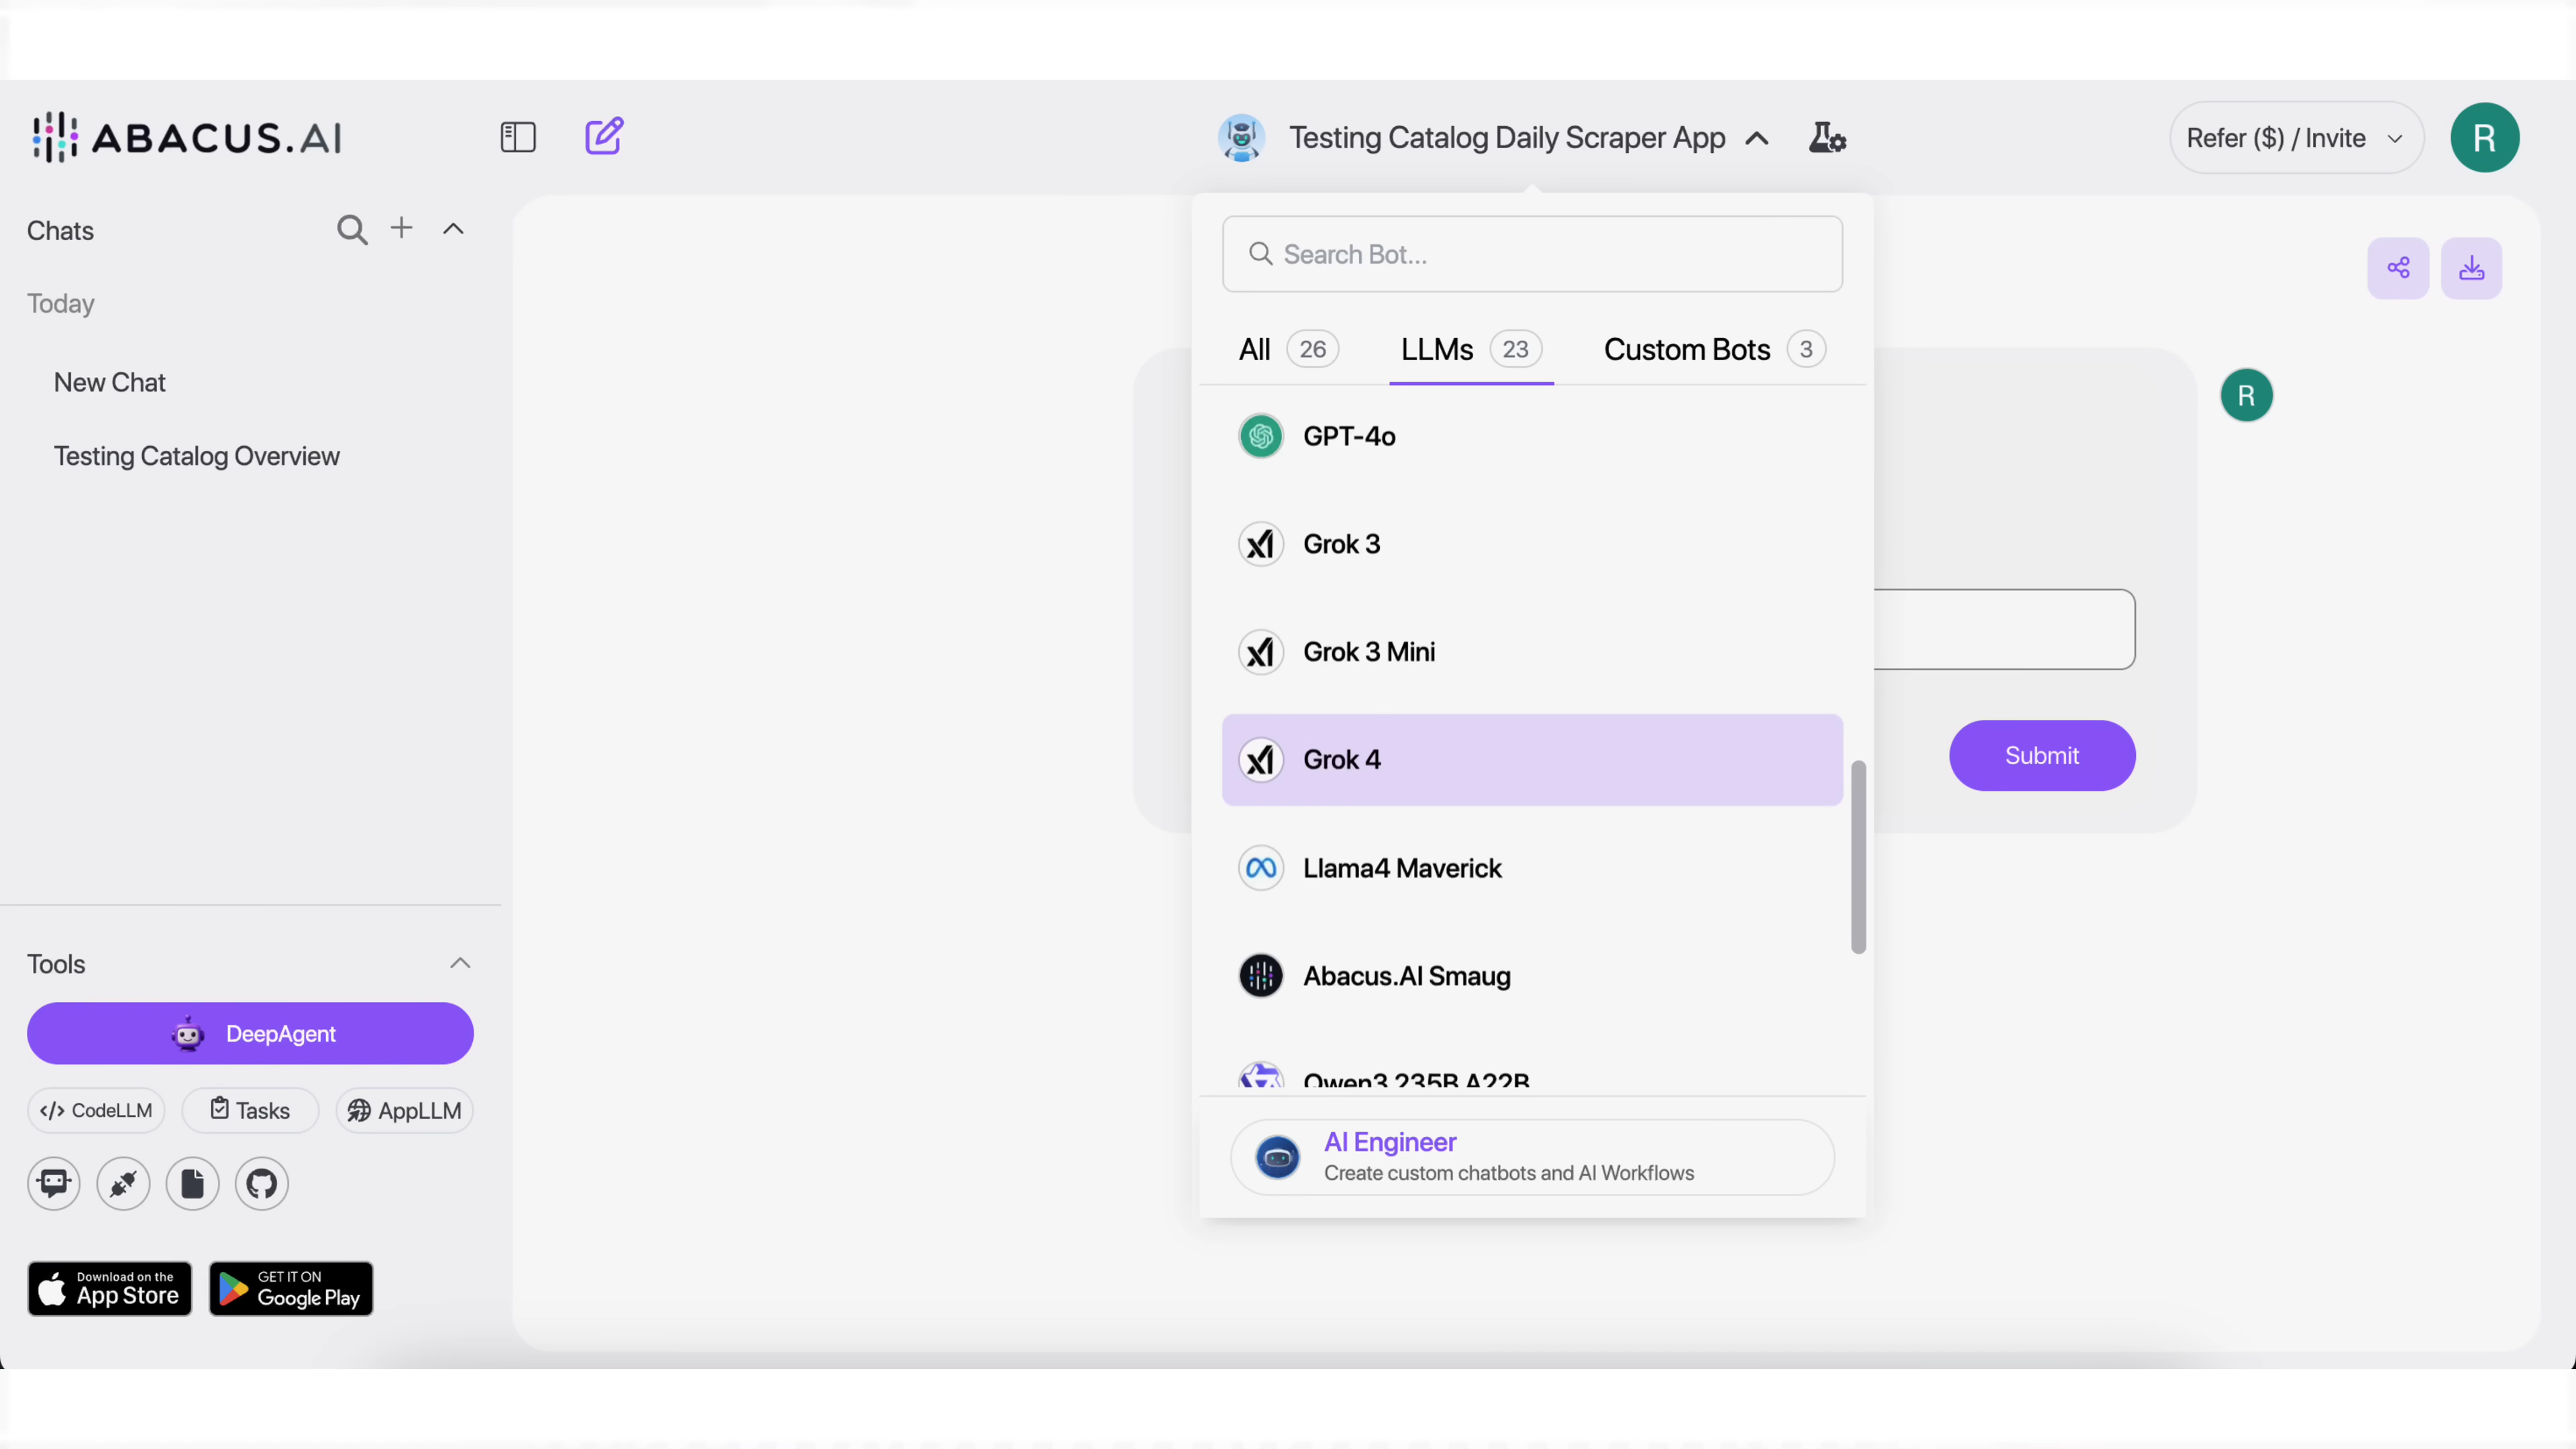 ABACUS.AI
Testing Catalog Daily Scraper App
Refer ($) / Invite
R
Chats
Today
New Chat
Testing Catalog Overview
Search Bot...
All 26
LLMs 23
Custom Bots 3
GPT-4o
Grok 3
Grok 3 Mini
Grok 4
Llama4 Maverick
Abacus.AI Smaug
Qwen3 235B A22B
AI Engineer
Create custom chatbots and AI Workflows
R
Submit
Tools
DeepAgent
</> CodeLLM
Tasks
AppLLM
Download on the
App Store
GET IT ON
Google Play